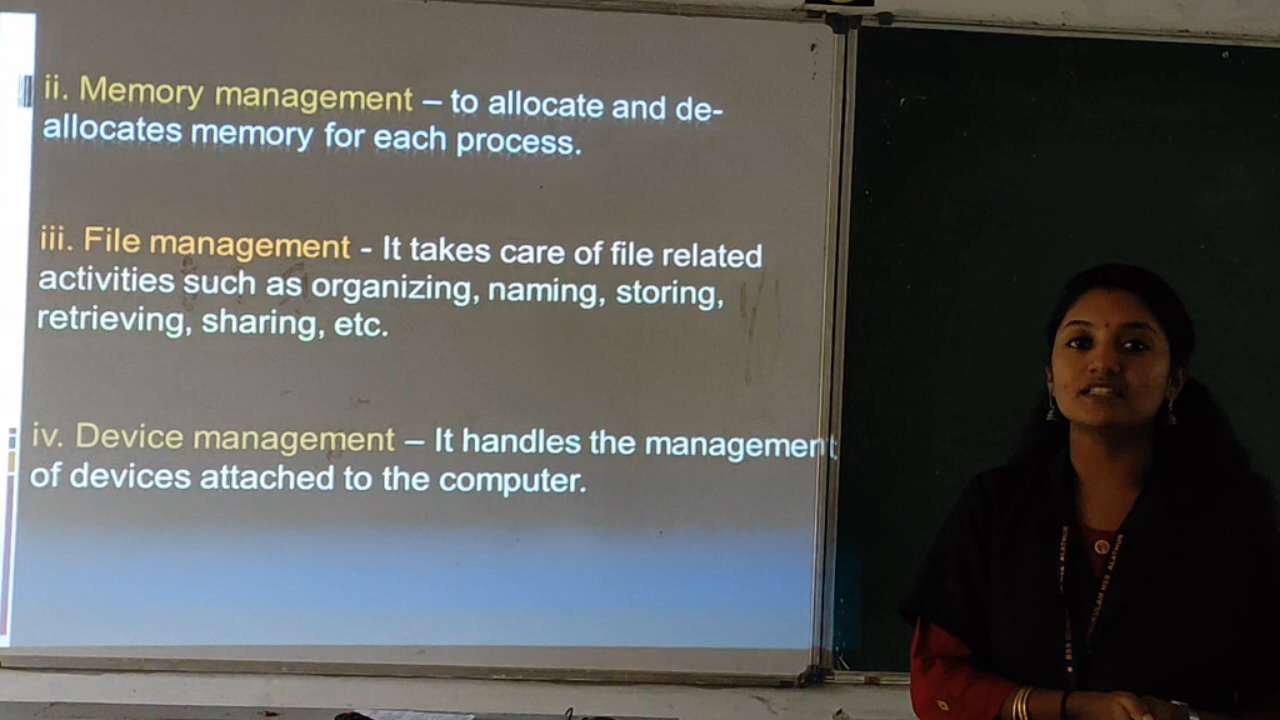 ii. Memory management – to allocate and de-
allocates memory for each process.
iii. File management - It takes care of file related
activities such as organizing, naming, storing,
retrieving, sharing, etc.
iv. Device management – It handles the management
of devices attached to the computer.
ALATHUR
ALATHUR